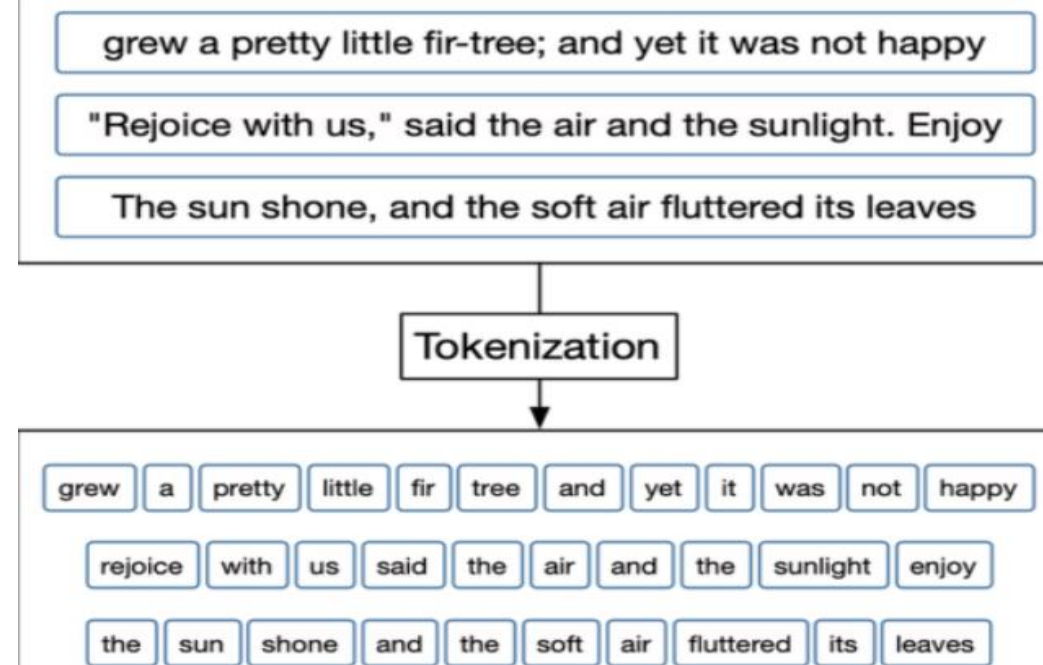 grew a pretty little fir-tree; and yet it was not happy
"Rejoice with us," said the air and the sunlight. Enjoy
The sun shone, and the soft air fluttered its leaves
Tokenization
grew a pretty little fir tree and yet it was not happy
rejoice with us said the air and the sunlight enjoy
the sun shone and the soft air fluttered its leaves